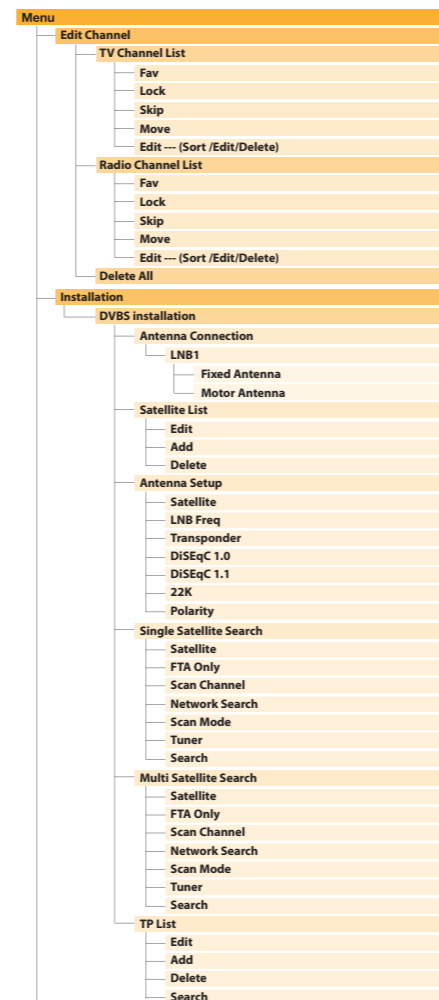 Menu
Edit Channel
TV Channel List
Fav
Lock
Skip
Move
Edit --- (Sort /Edit/Delete)
Radio Channel List
Fav
Lock
Skip
Move
Edit --- (Sort /Edit/Delete)
Delete All
Installation
DVBS installation
Antenna Connection
LNB1
Fixed Antenna
Motor Antenna
Satellite List
Edit
Add
Delete
Antenna Setup
Satellite
LNB Freq
Transponder
DiSEqC 1.0
DiSEqC 1.1
22K
Polarity
Single Satellite Search
Satellite
FTA Only
Scan Channel
Network Search
Scan Mode
Tuner
Search
Multi Satellite Search
Satellite
FTA Only
Scan Channel
Network Search
Scan Mode
Tuner
Search
TP List
Edit
Add
Delete
Search